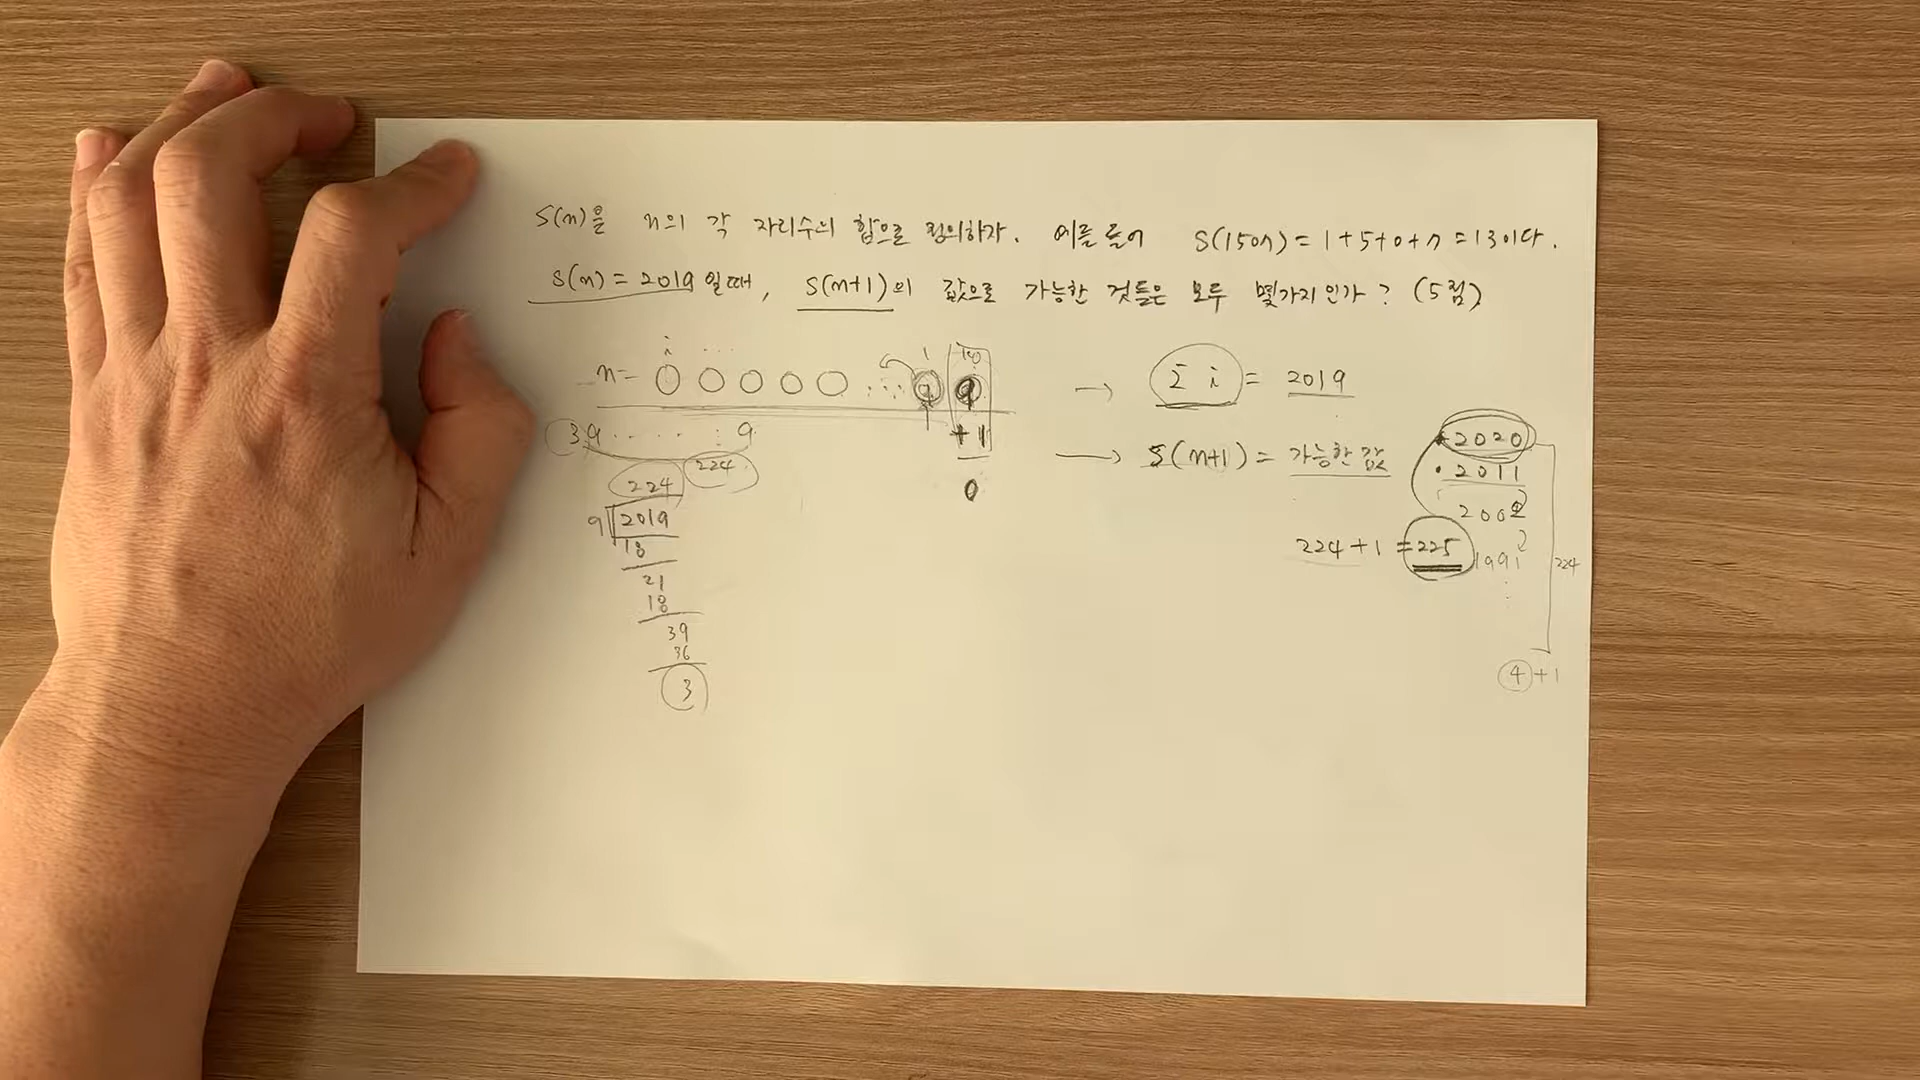 S(n)을 n의 각 자리수의 합으로 정의하자. 예를 들어 S(1507) = 1+5+0+7 = 13이다.
S(n) = 2019 일때, S(n+1)의 값으로 가능한 것들은 모두 몇가지인가? (5점)
n=
→ Σ i = 2019
39 ..... 9
+1
0
224
224
9 2019
18
21
18
39
36
3
→ S(n+1) = 가능한 값
2020
2011
2002
1991
224
4+1
224+1 = 225